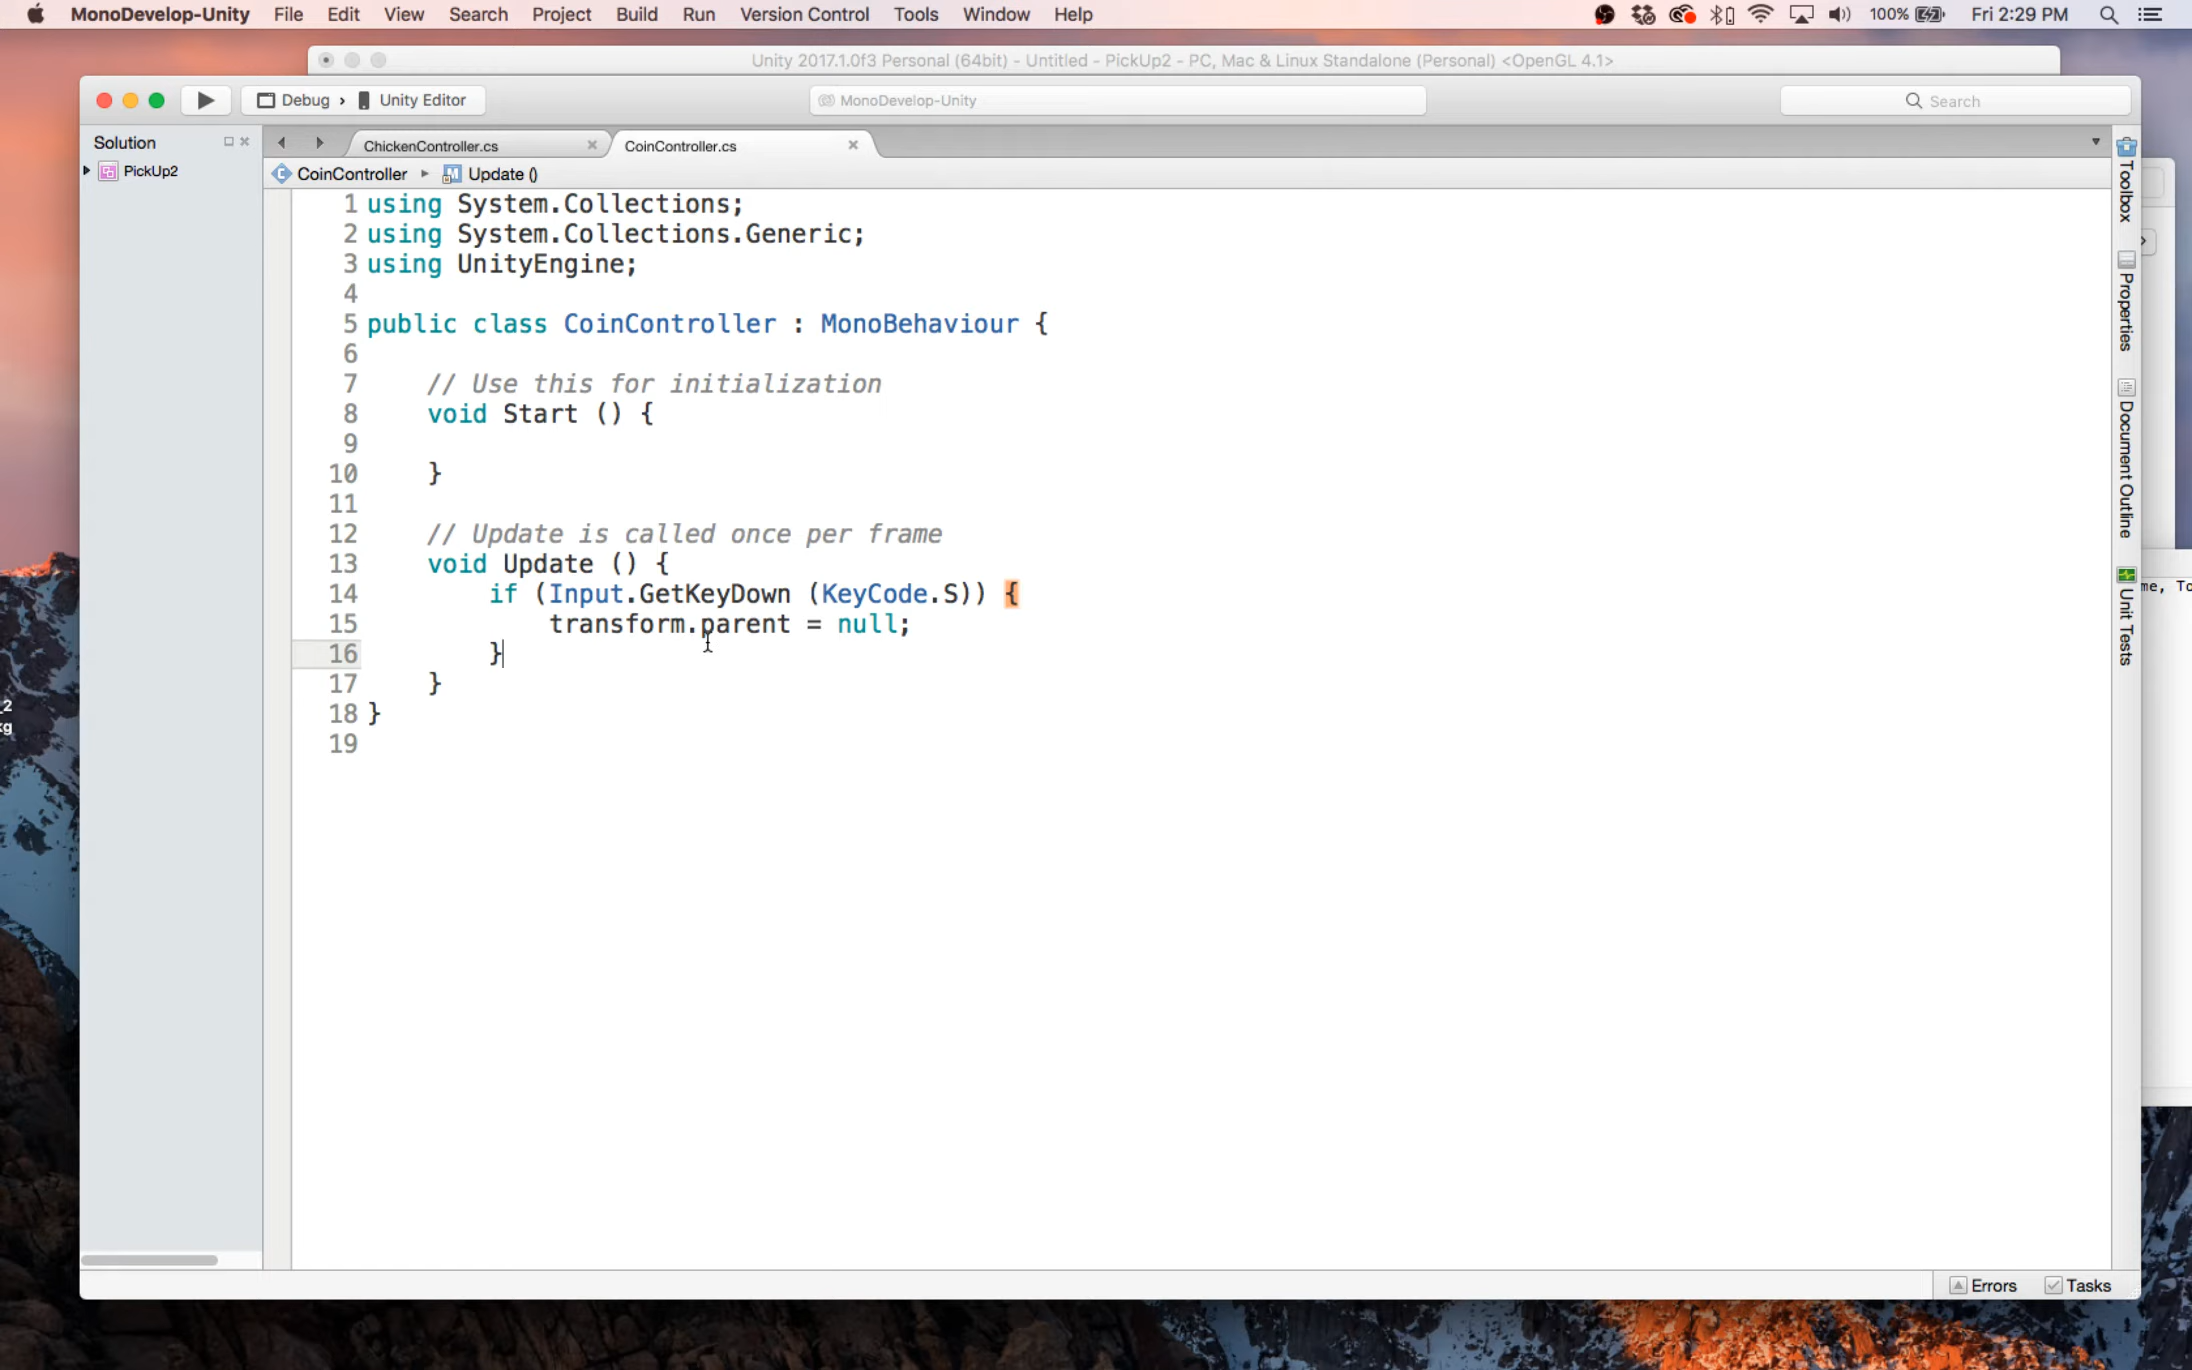 MonoDevelop-Unity File Edit View Search Project Build Run Version Control Tools Window Help 100% Fri 2:29 PM
Unity 2017.1.0f3 Personal (64bit) - Untitled - PickUp2 - PC, Mac & Linux Standalone (Personal) <OpenGL 4.1>
Debug › Unity Editor MonoDevelop-Unity Search
Solution ChickenController.cs CoinController.cs
PickUp2 CoinController Update ()
1 using System.Collections;
2 using System.Collections.Generic;
3 using UnityEngine;
4
5 public class CoinController : MonoBehaviour {
6
7 // Use this for initialization
8 void Start () {
9
10 }
11
12 // Update is called once per frame
13 void Update () {
14 if (Input.GetKeyDown (KeyCode.S)) {
15 transform.parent = null;
16 }
17 }
18 }
19
Toolbox
Properties
Document Outline
Unit Tests
me, To
_2
kg
Errors Tasks